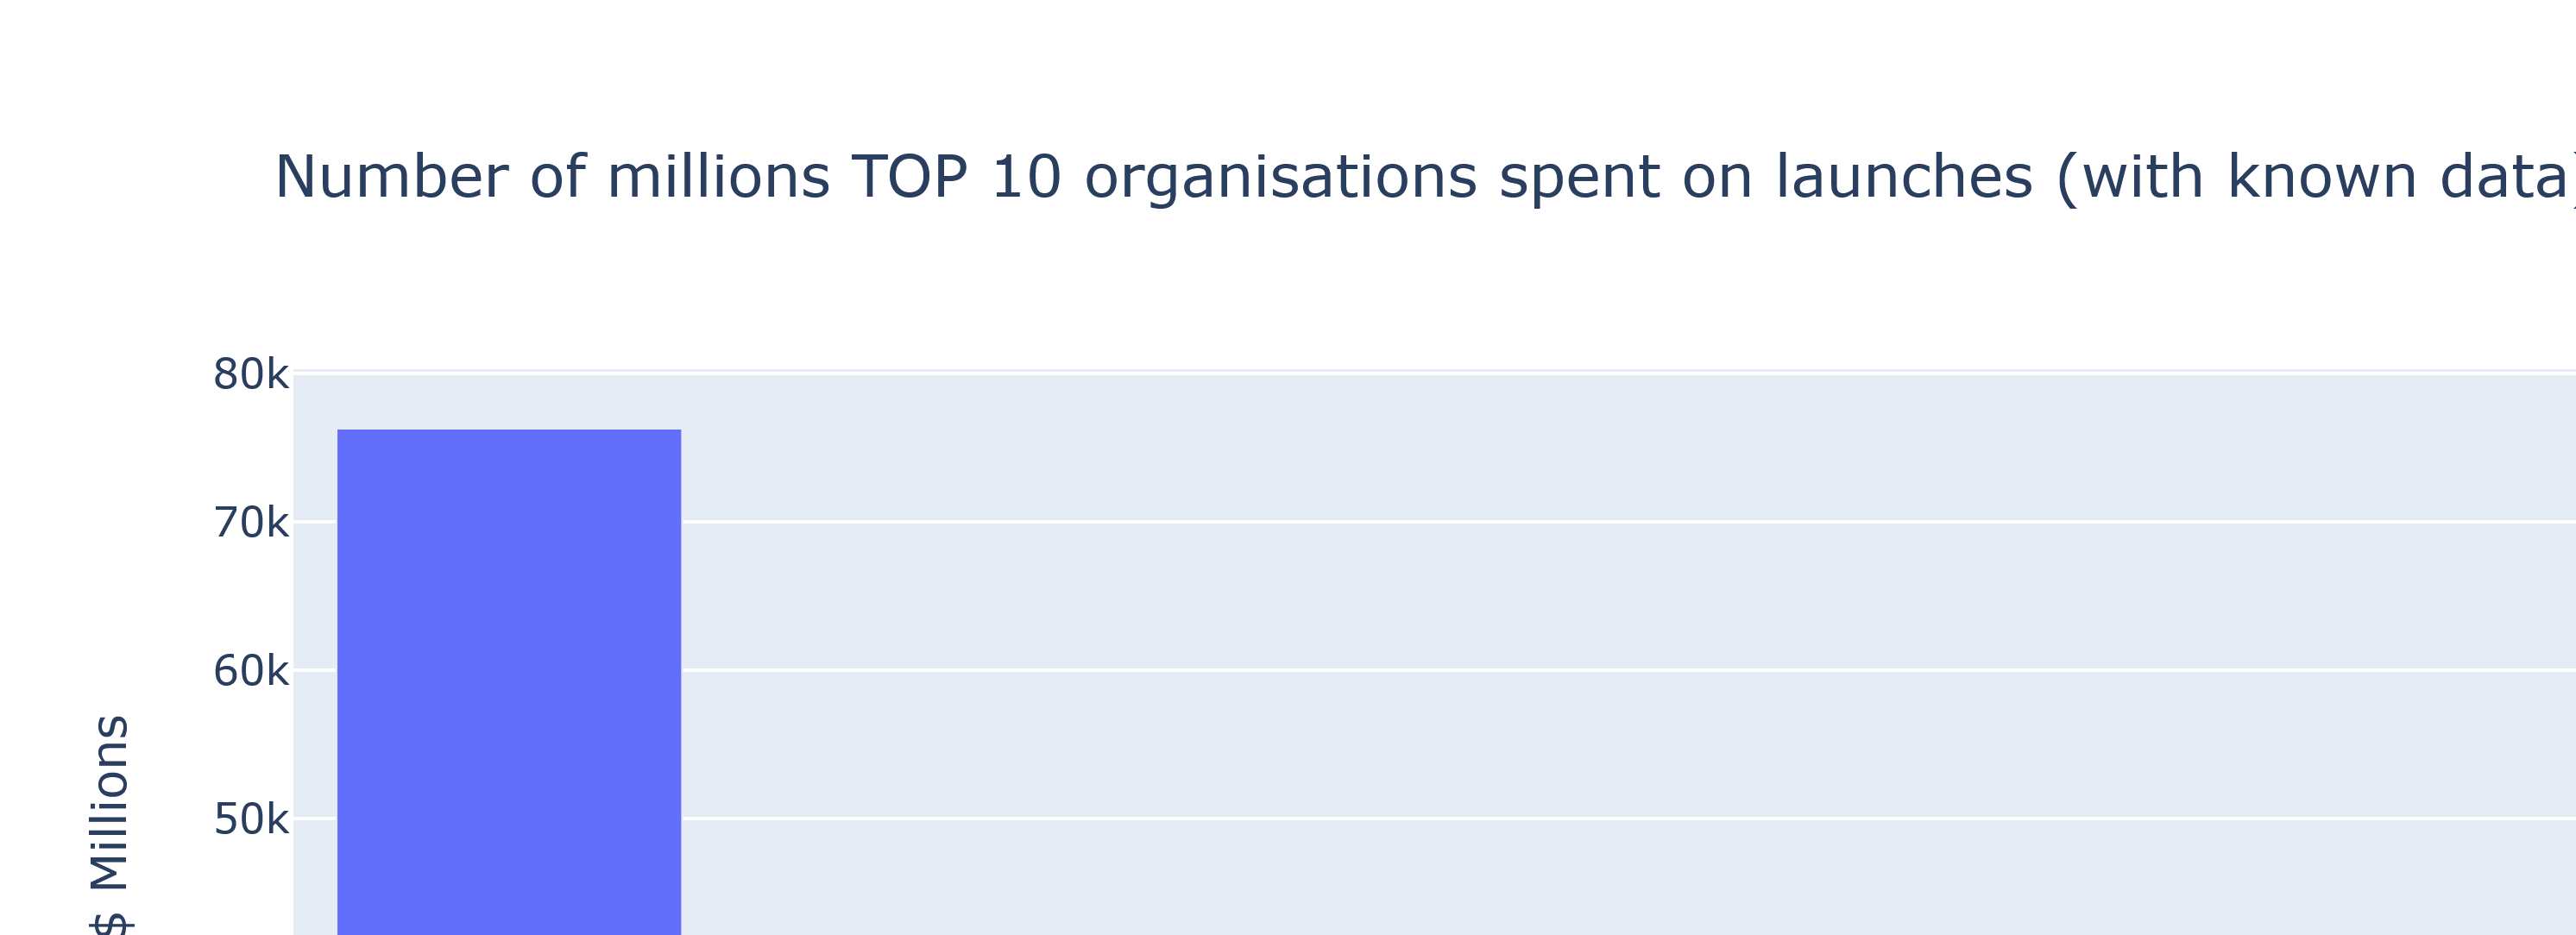 Number of millions TOP 10 organisations spent on launches (with known data)
80k
70k
60k
50k
$ Millions